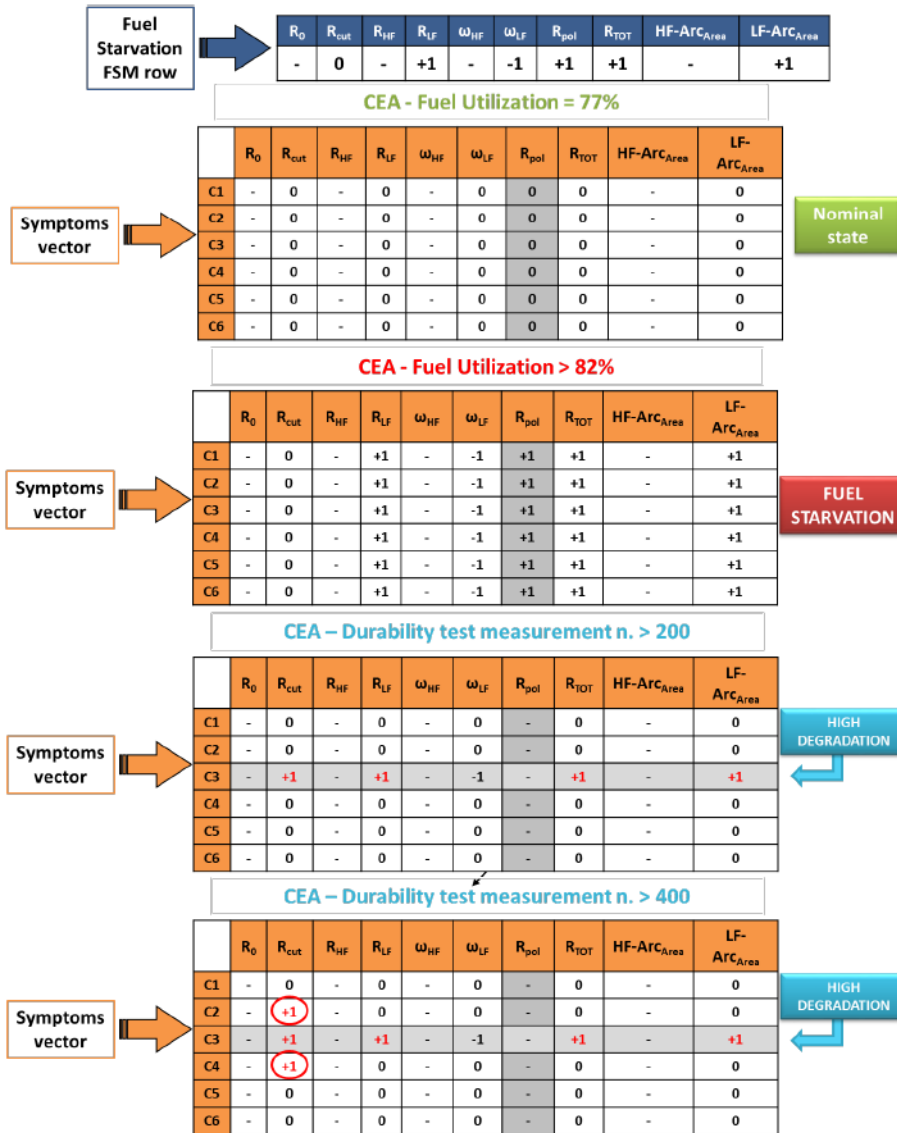 Fuel
Starvation
FSM row
R0 Rcut RHF RLF ωHF ωLF Rpol RTOT HF-ArcArea LF-ArcArea
- 0 - +1 - -1 +1 +1 - +1
CEA - Fuel Utilization = 77%
R0 Rcut RHF RLF ωHF ωLF Rpol RTOT HF-ArcArea LF-
ArcArea
C1 - 0 - 0 - 0 0 0 - 0
C2 - 0 - 0 - 0 0 0 - 0
C3 - 0 - 0 - 0 0 0 - 0
C4 - 0 - 0 - 0 0 0 - 0
C5 - 0 - 0 - 0 0 0 - 0
C6 - 0 - 0 - 0 0 0 - 0
Symptoms
vector
Nominal
state
CEA - Fuel Utilization > 82%
R0 Rcut RHF RLF ωHF ωLF Rpol RTOT HF-ArcArea LF-
ArcArea
C1 - 0 - +1 - -1 +1 +1 - +1
C2 - 0 - +1 - -1 +1 +1 - +1
C3 - 0 - +1 - -1 +1 +1 - +1
C4 - 0 - +1 - -1 +1 +1 - +1
C5 - 0 - +1 - -1 +1 +1 - +1
C6 - 0 - +1 - -1 +1 +1 - +1
Symptoms
vector
FUEL
STARVATION
CEA – Durability test measurement n. > 200
R0 Rcut RHF RLF ωHF ωLF Rpol RTOT HF-ArcArea LF-
ArcArea
C1 - 0 - 0 - 0 - 0 - 0
C2 - 0 - 0 - 0 - 0 - 0
C3 - +1 - +1 - -1 - +1 - +1
C4 - 0 - 0 - 0 - 0 - 0
C5 - 0 - 0 - 0 - 0 - 0
C6 - 0 - 0 - 0 - 0 - 0
Symptoms
vector
HIGH
DEGRADATION
CEA – Durability test measurement n. > 400
R0 Rcut RHF RLF ωHF ωLF Rpol RTOT HF-ArcArea LF-
ArcArea
C1 - 0 - 0 - 0 - 0 - 0
C2 - +1 - 0 - 0 - 0 - 0
C3 - +1 - +1 - -1 - +1 - +1
C4 - +1 - 0 - 0 - 0 - 0
C5 - 0 - 0 - 0 - 0 - 0
C6 - 0 - 0 - 0 - 0 - 0
Symptoms
vector
HIGH
DEGRADATION